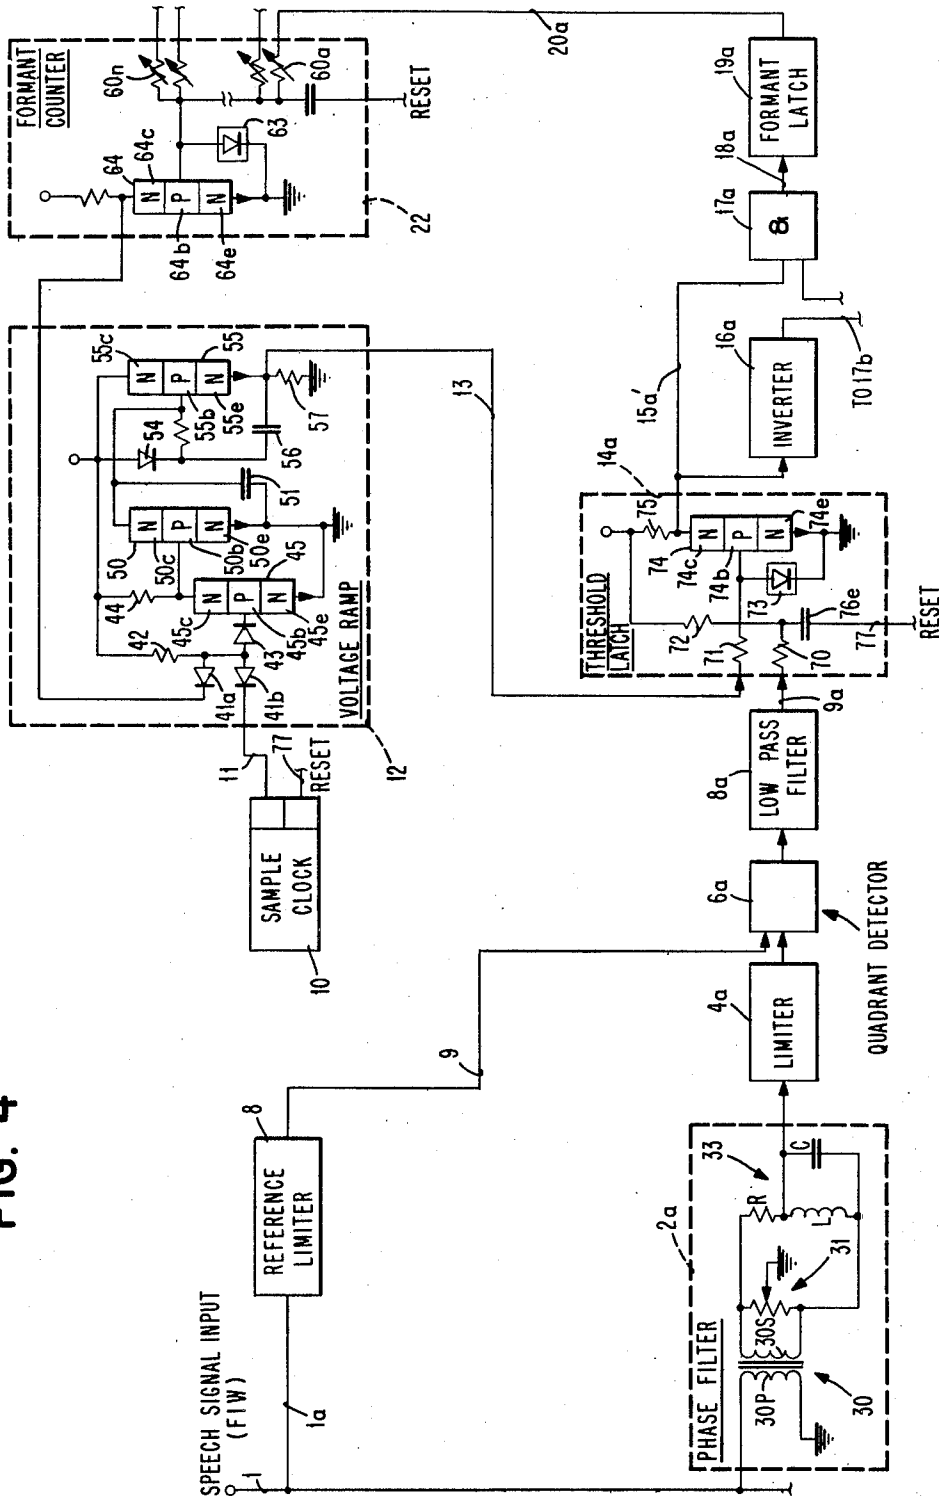 FIG. 4
SPEECH SIGNAL INPUT
(FIW)
1
1a
REFERENCE
LIMITER
8
9
SAMPLE
CLOCK
10
11
77
RESET
VOLTAGE RAMP
12
41a
41b
42
43
44
45
45c
45b
45e
50
50c
50b
50e
51
54
55
55c
55b
55e
56
57
13
FORMANT
COUNTER
22
64
64c
64b
64e
63
60n
60a
RESET
20a
PHASE FILTER
2a
30P
30S
30
31
33
R
L
C
LIMITER
4a
6a
QUADRANT DETECTOR
LOW PASS
FILTER
8a
9a
THRESHOLD
LATCH
14a
70
71
72
73
74
74c
74b
74e
75
76e
77
RESET
15a'
INVERTER
16a
TO 17b
&
17a
18a
FORMANT
LATCH
19a
N
P
N
N
P
N
N
P
N
N
P
N
N
P
N